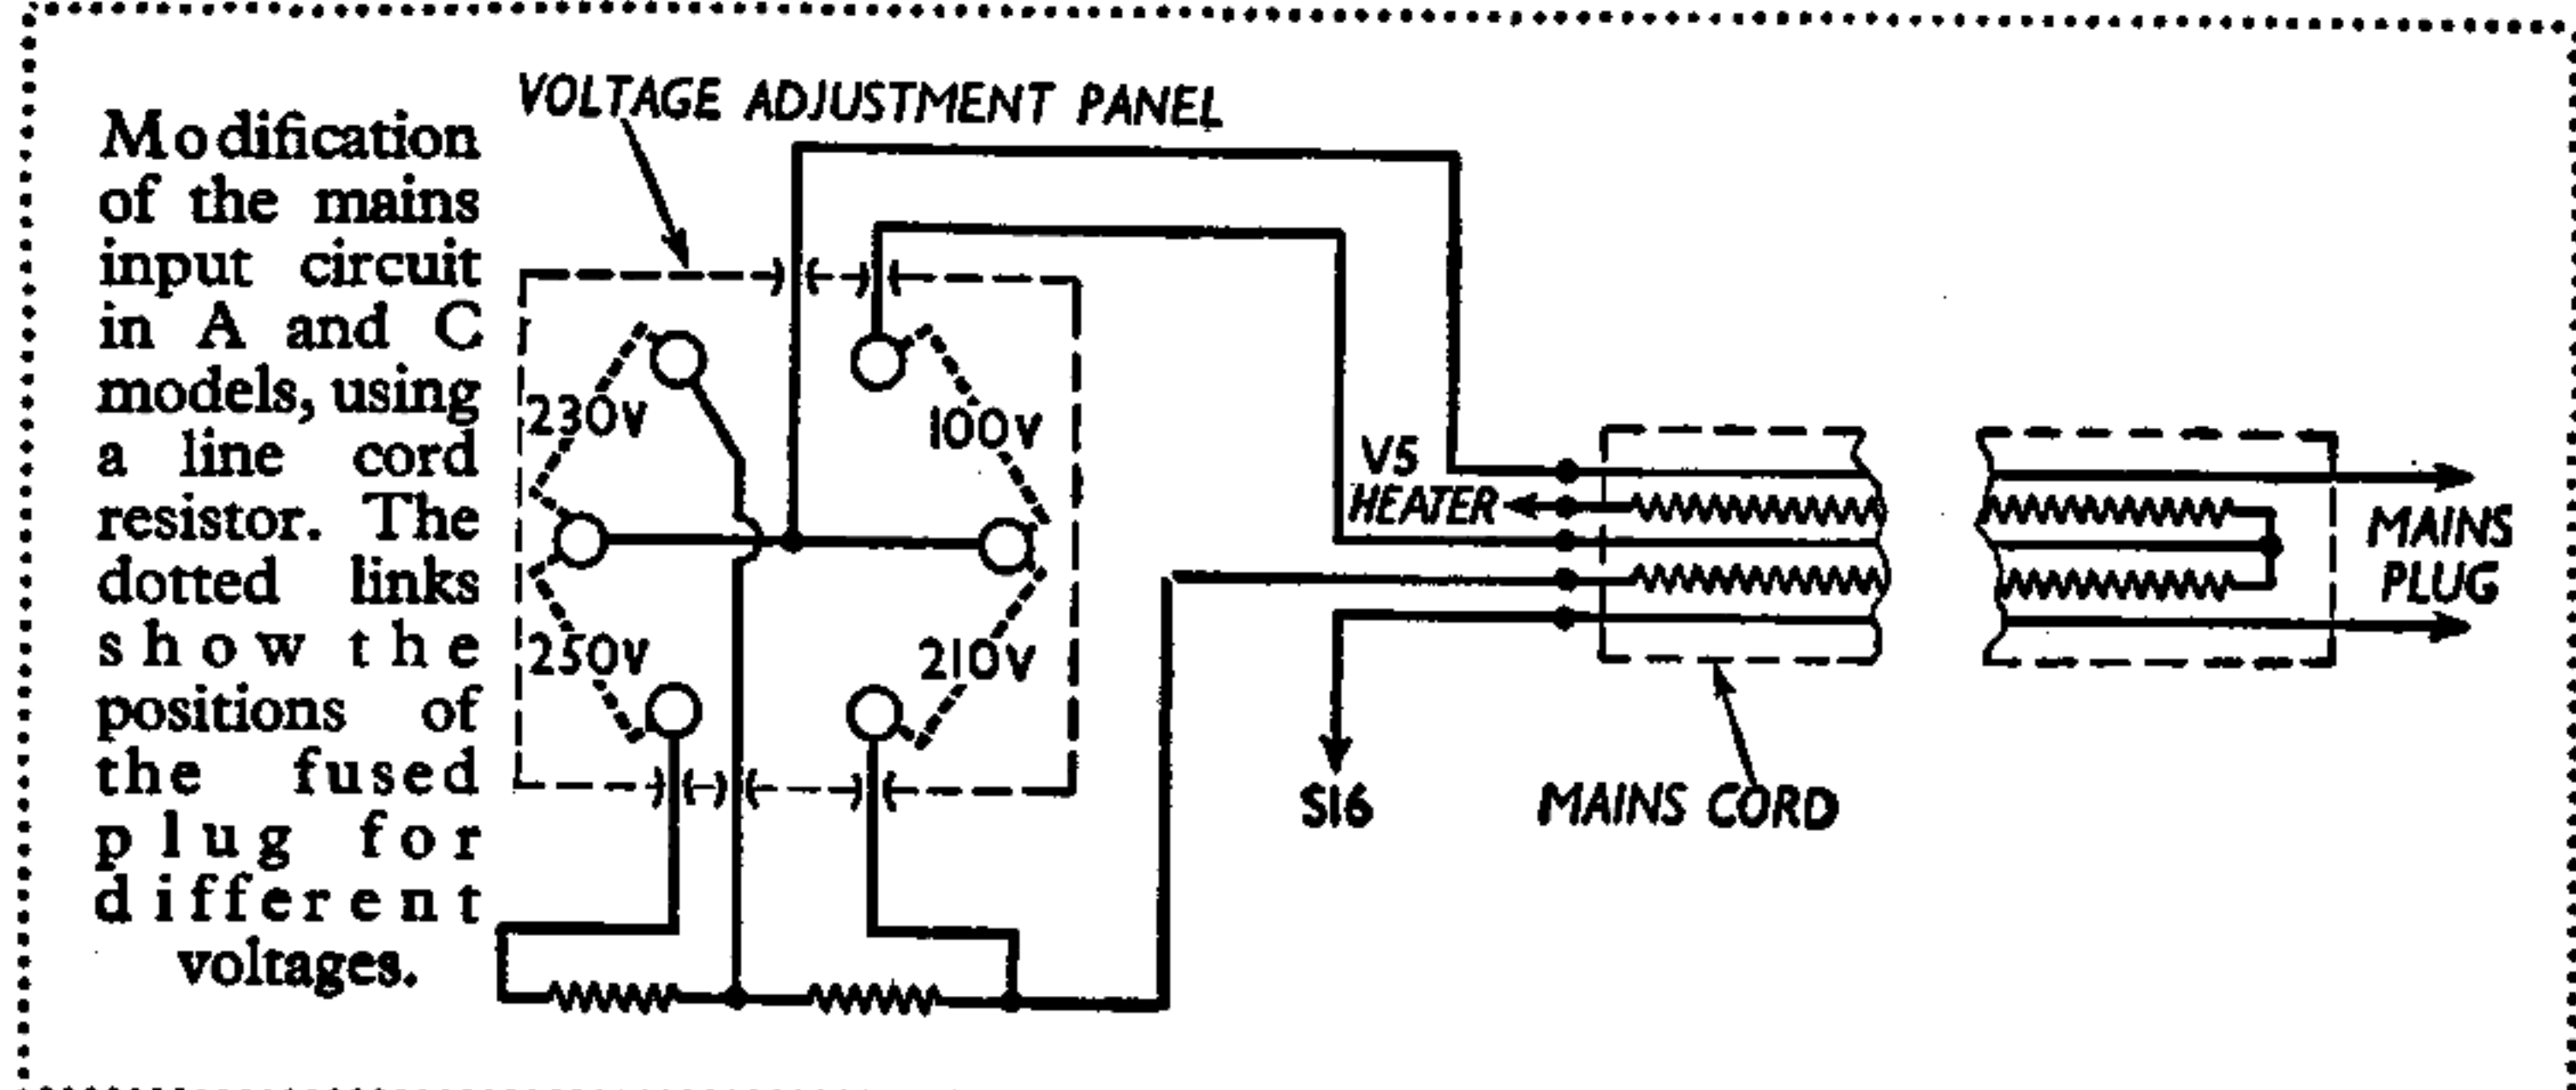 Modification
of the mains
input circuit
in A and C
models, using
a line cord
resistor. The
dotted links
show the
positions of
the fused
plug for
different
voltages.
VOLTAGE ADJUSTMENT PANEL
230V
100V
250V
210V
V5
HEATER
S16
MAINS CORD
MAINS
PLUG